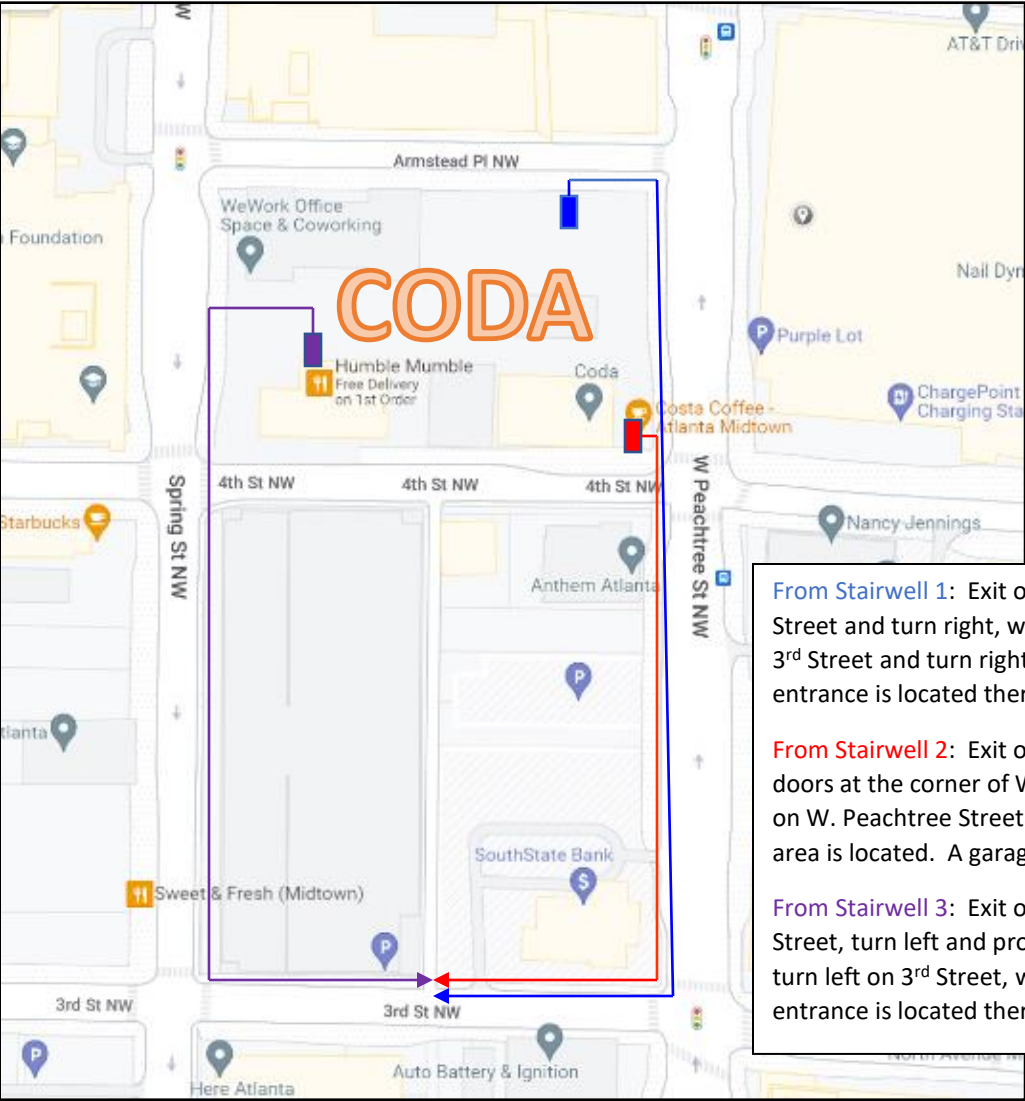 W
AT&T Driv
Armstead Pl NW
WeWork Office
Space & Coworking
Foundation
CODA
Nail Dyn
Purple Lot
Humble Mumble
Free Delivery
on 1st Order
Coda
ChargePoint
Charging Sta
Costa Coffee -
Atlanta Midtown
4th St NW
4th St NW
4th St NW
Spring St NW
W Peachtree St NW
Starbucks
Nancy Jennings
Anthem Atlanta
P
From Stairwell 1: Exit o
Street and turn right, w
3rd Street and turn right
entrance is located ther
From Stairwell 2: Exit o
doors at the corner of W
on W. Peachtree Street
area is located. A garag
From Stairwell 3: Exit o
Street, turn left and pro
turn left on 3rd Street, w
entrance is located ther
tlanta
SouthState Bank
S
Sweet & Fresh (Midtown)
P
3rd St NW
3rd St NW
P
Here Atlanta
Auto Battery & Ignition